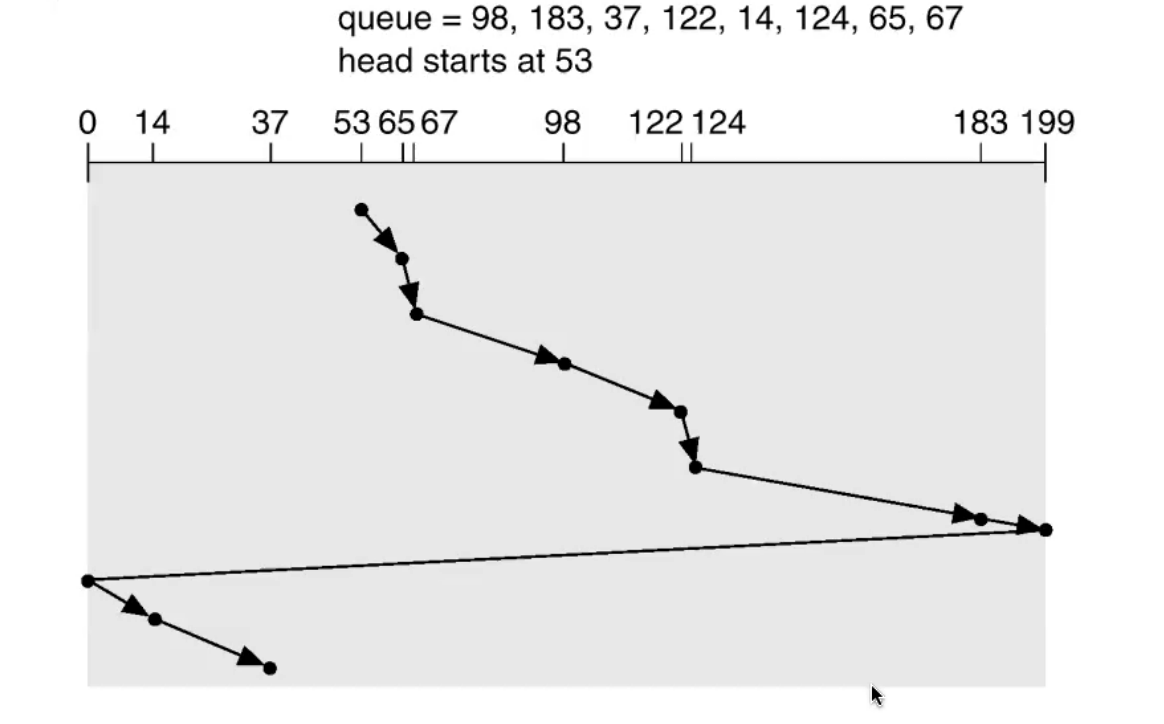 queue = 98, 183, 37, 122, 14, 124, 65, 67
head starts at 53
0 14 37 53 65 67 98 122 124 183 199